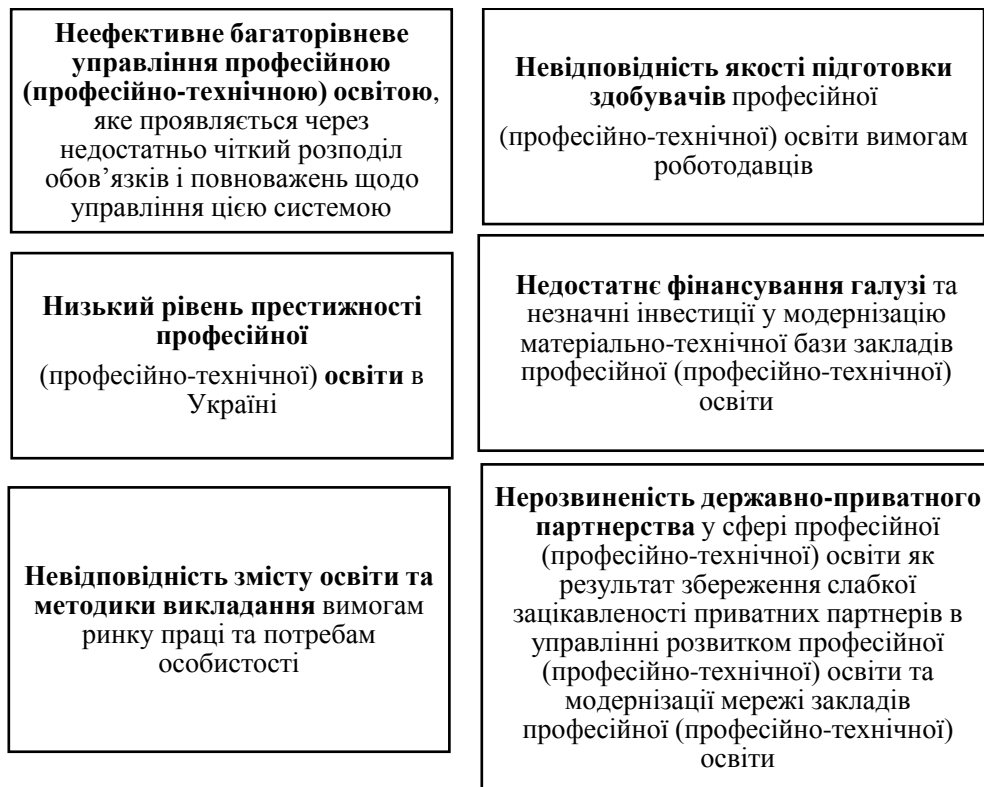 Неефективне багаторівневе
управління професійною
(професійно-технічною) освітою,
яке проявляється через
недостатньо чіткий розподіл
обов’язків і повноважень щодо
управління цією системою
Невідповідність якості підготовки
здобувачів професійної
(професійно-технічної) освіти вимогам
роботодавців
Низький рівень престижності
професійної
(професійно-технічної) освіти в
Україні
Недостатнє фінансування галузі та
незначні інвестиції у модернізацію
матеріально-технічної бази закладів
професійної (професійно-технічної)
освіти
Невідповідність змісту освіти та
методики викладання вимогам
ринку праці та потребам
особистості
Нерозвиненість державно-приватного
партнерства у сфері професійної
(професійно-технічної) освіти як
результат збереження слабкої
зацікавленості приватних партнерів в
управлінні розвитком професійної
(професійно-технічної) освіти та
модернізації мережі закладів
професійної (професійно-технічної)
освіти